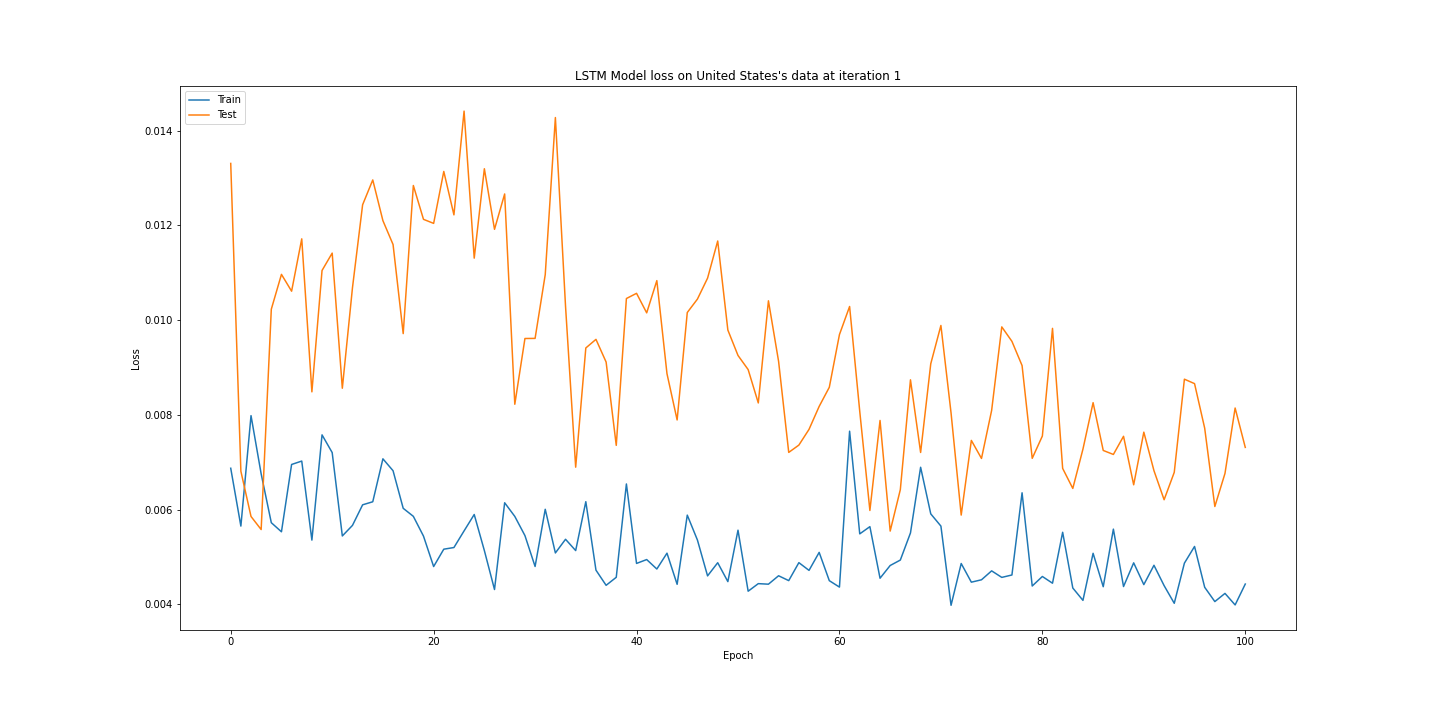 LSTM Model loss on United States's data at iteration 1
Train
Test
0.014
0.012
0.010
0.008
0.006
0.004
Loss
0 20 40 60 80 100
Epoch